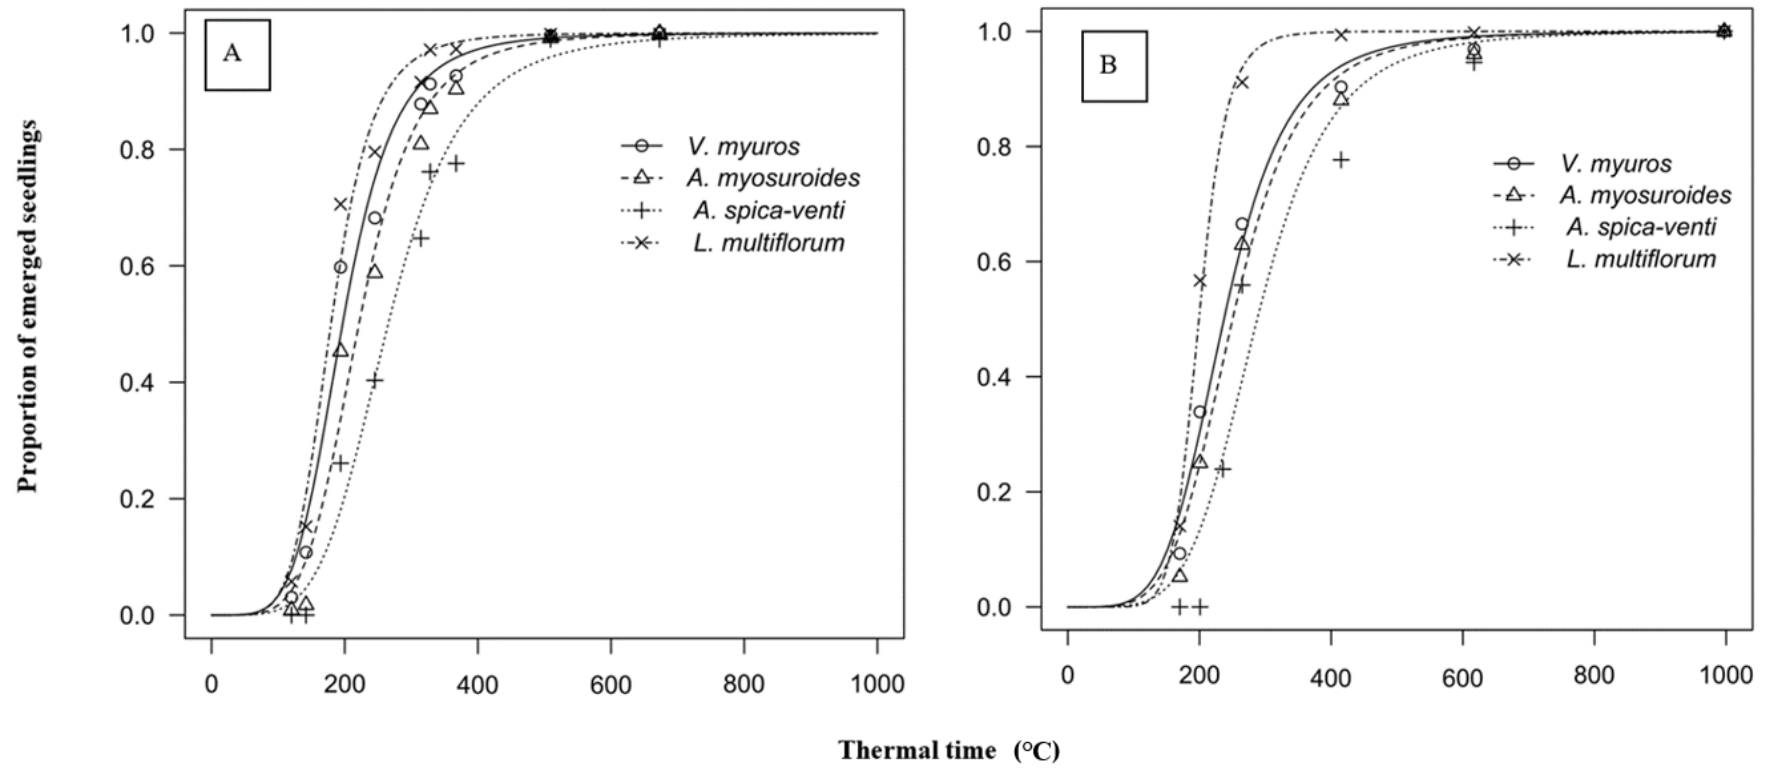 Proportion of emerged seedlings
A
1.0
0.8
0.6
0.4
0.2
0.0
V. myuros
A. myosuroides
A. spica-venti
L. multiflorum
0 200 400 600 800 1000
B
1.0
0.8
0.6
0.4
0.2
0.0
V. myuros
A. myosuroides
A. spica-venti
L. multiflorum
0 200 400 600 800 1000
Thermal time (°C)